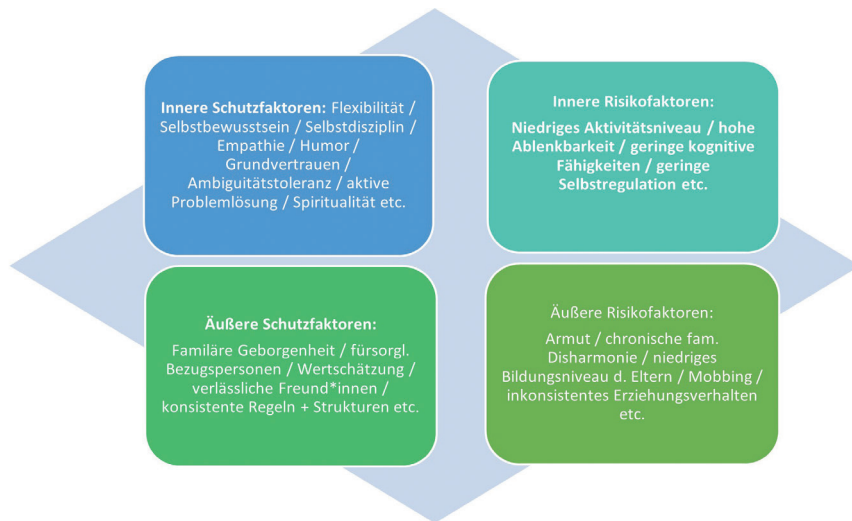 Innere Schutzfaktoren: Flexibilität /
Selbstbewusstsein / Selbstdisziplin /
Empathie / Humor /
Grundvertrauen /
Ambiguitätstoleranz / aktive
Problemlösung / Spiritualität etc.
Innere Risikofaktoren:
Niedriges Aktivitätsniveau / hohe
Ablenkbarkeit / geringe kognitive
Fähigkeiten / geringe
Selbstregulation etc.
Äußere Schutzfaktoren:
Familäre Geborgenheit / fürsorgl.
Bezugspersonen / Wertschätzung /
verlässliche Freund*innen /
konsistente Regeln + Strukturen etc.
Äußere Risikofaktoren:
Armut / chronische fam.
Disharmonie / niedriges
Bildungsniveau d. Eltern / Mobbing /
inkonsistentes Erziehungsverhalten
etc.